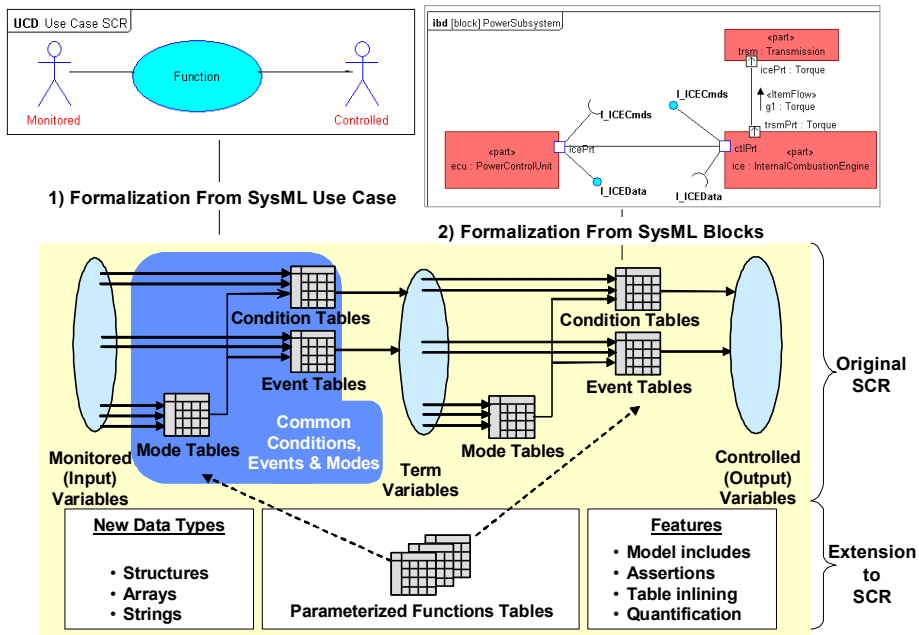 UCD Use Case SCR
Function
Monitored
Controlled
ibd [block] PowerSubsystem
«part»
trsm : Transmission
icePrt : Torque
«ItemFlow»
g1 : Torque
trsmPrt : Torque
I_ICECmds
I_ICECmds
«part»
ecu : PowerControlUnit
icePrt
ctlPrt
«part»
ice : InternalCombustionEngine
I_ICEData
I_ICEData
1) Formalization From SysML Use Case
2) Formalization From SysML Blocks
Condition Tables
Event Tables
Mode Tables
Common
Conditions,
Events & Modes
Monitored
(Input)
Variables
Term
Variables
Condition Tables
Event Tables
Mode Tables
Controlled
(Output)
Variables
Original
SCR
New Data Types
• Structures
• Arrays
• Strings
Parameterized Functions Tables
Features
• Model includes
• Assertions
• Table inlining
• Quantification
Extension
to
SCR